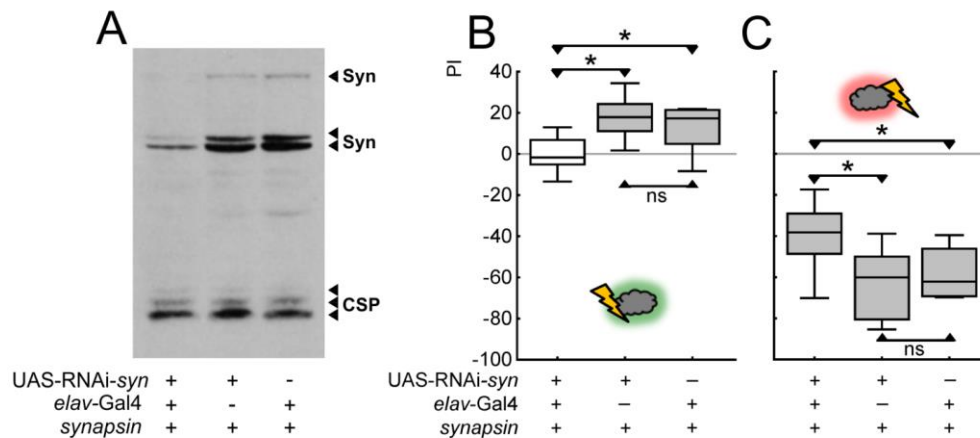 A
Syn
Syn
CSP
UAS-RNAi-syn + + -
elav-Gal4 + - +
synapsin + + +
B
PI
40
20
0
-20
-40
-60
-80
-100
*
*
ns
UAS-RNAi-syn + + –
elav-Gal4 + – +
synapsin + + +
C
*
*
ns
+ + –
+ – +
+ + +